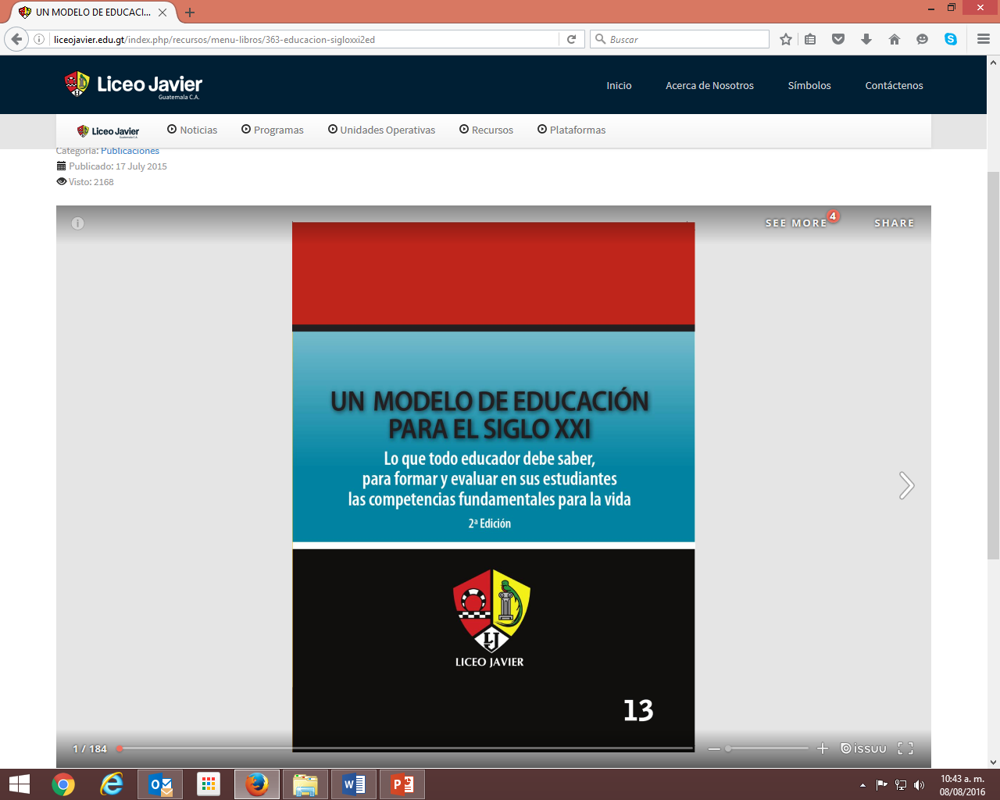 UN MODELO DE EDUCACI...
liceojavier.edu.gt/index.php/recursos/menu-libros/363-educacion-sigloxxi2ed
Buscar
Liceo Javier
Guatemala C.A.
Inicio
Acerca de Nosotros
Símbolos
Contáctenos
Liceo Javier
Guatemala C.A.
Noticias
Programas
Unidades Operativas
Recursos
Plataformas
Categoría: Publicaciones
Publicado: 17 July 2015
Visto: 2168
SEE MORE
4
SHARE
UN MODELO DE EDUCACIÓN
PARA EL SIGLO XXI
Lo que todo educador debe saber,
para formar y evaluar en sus estudiantes
las competencias fundamentales para la vida
2ª Edición
LJ
LICEO JAVIER
13
1 / 184
issuu
10:43 a. m.
08/08/2016